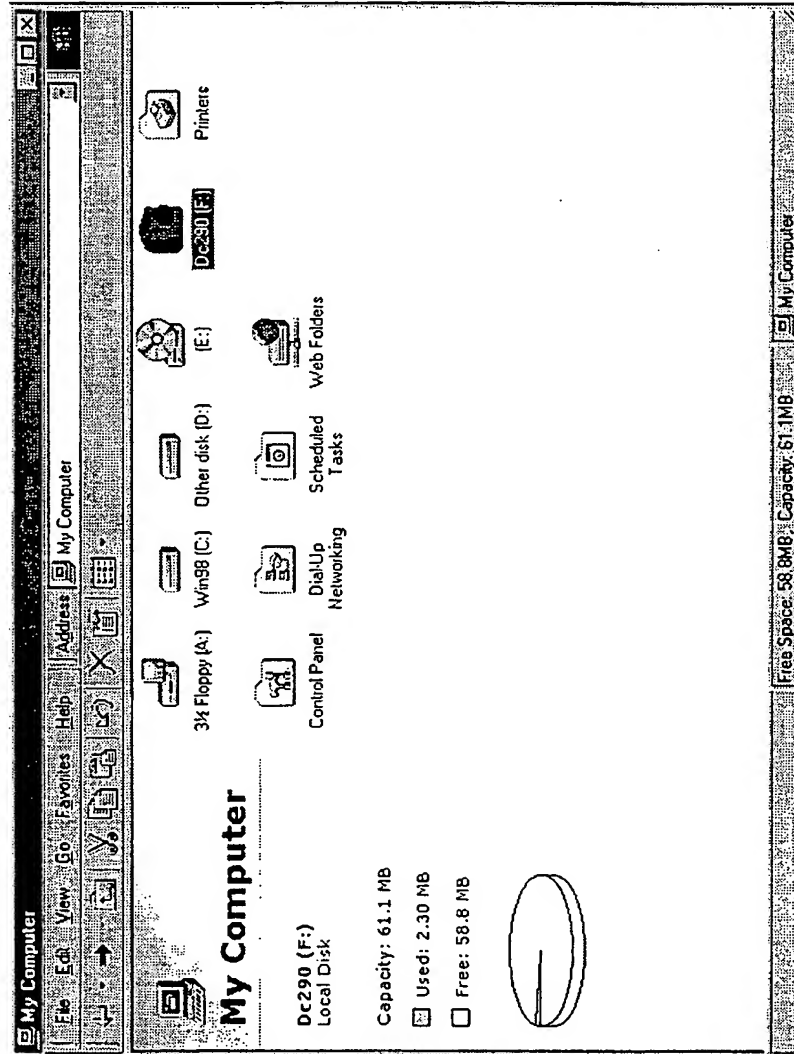 My Computer
File Edit View Go Favorites Help
Address My Computer
My Computer
Dc290 (F:)
Local Disk
Capacity: 61.1 MB
Used: 2.30 MB
Free: 58.8 MB
3½ Floppy (A:)
Win98 (C:)
Other disk (D:)
(E:)
Dc290 (F:)
Printers
Control Panel
Dial-Up
Networking
Scheduled
Tasks
Web Folders
Free Space: 58.8MB, Capacity: 61.1MB
My Computer